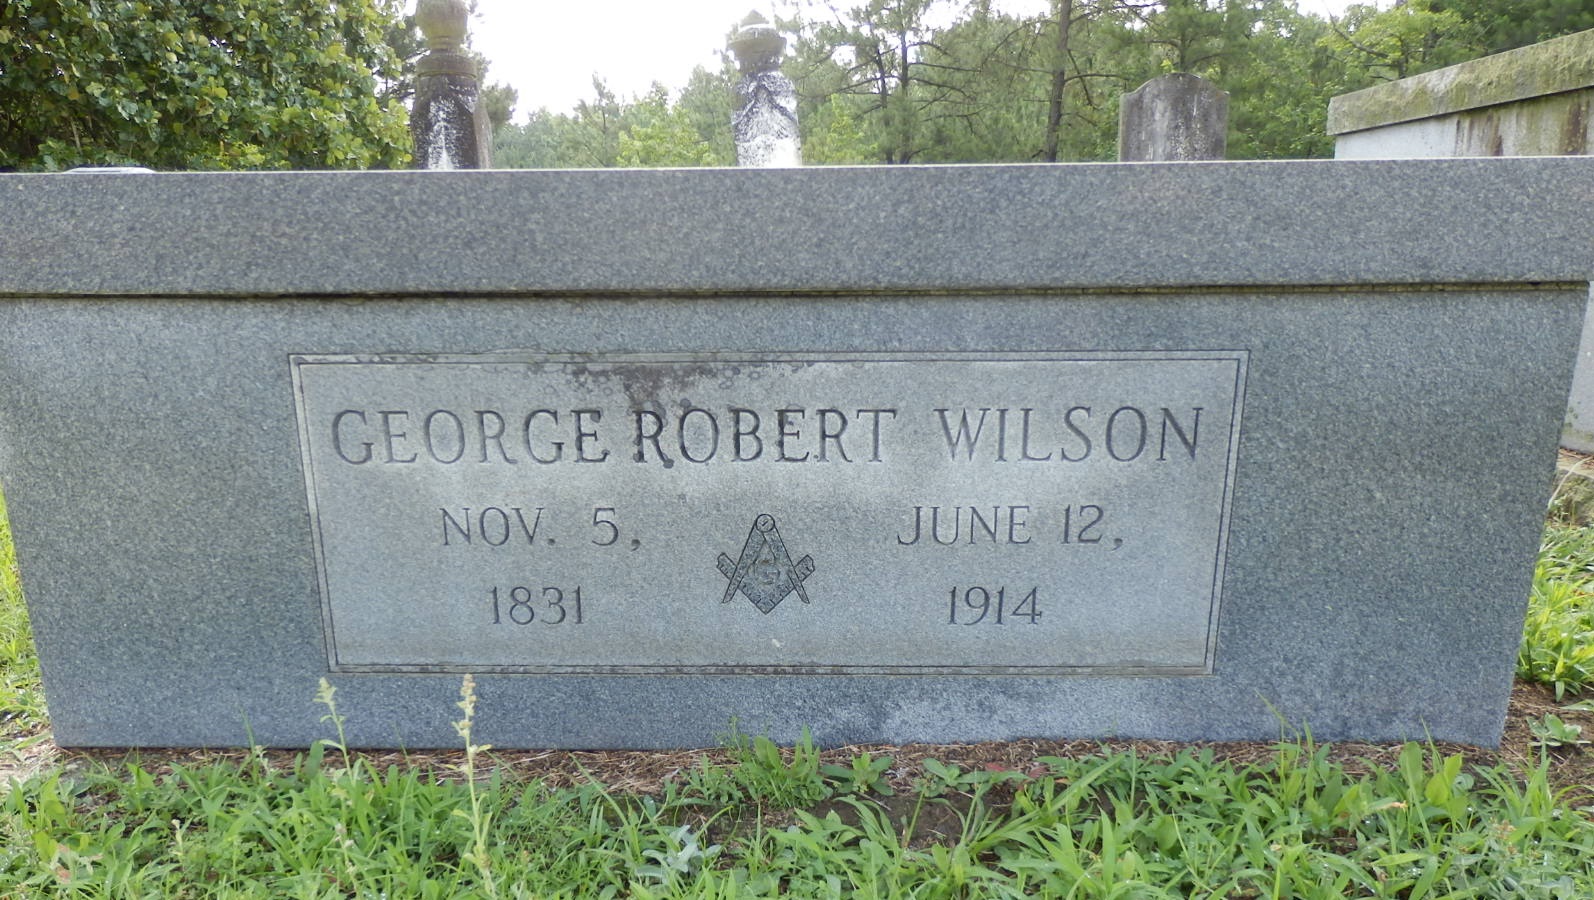 GEORGE ROBERT WILSON
NOV. 5, JUNE 12,
G
1831 1914